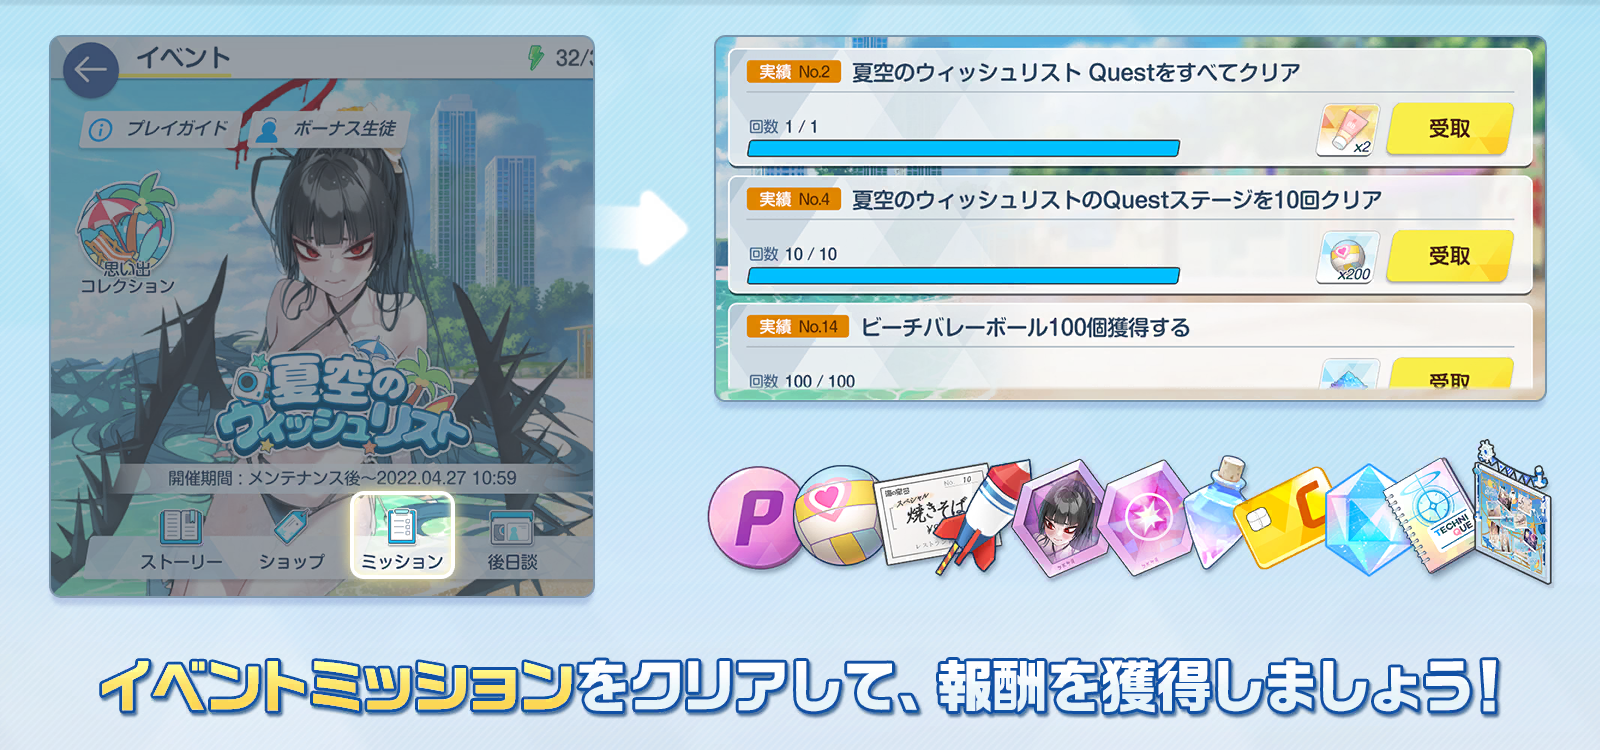 イベント
32/3
プレイガイド
ボーナス生徒
思い出
コレクション
夏空の
ウィッシュリスト
開催期間 : メンテナンス後～2022.04.27 10:59
ストーリー
ショップ
ミッション
後日談
実績 No.2 夏空のウィッシュリスト Questをすべてクリア
回数 1 / 1
x2
受取
実績 No.4 夏空のウィッシュリストのQuestステージを10回クリア
回数 10 / 10
x200
受取
実績 No.14 ビーチバレーボール100個獲得する
回数 100 / 100
受取
P
No. 10
スペシャル
焼きそば
C
TECHNI
QUE
イベントミッションをクリアして、報酬を獲得しましょう!